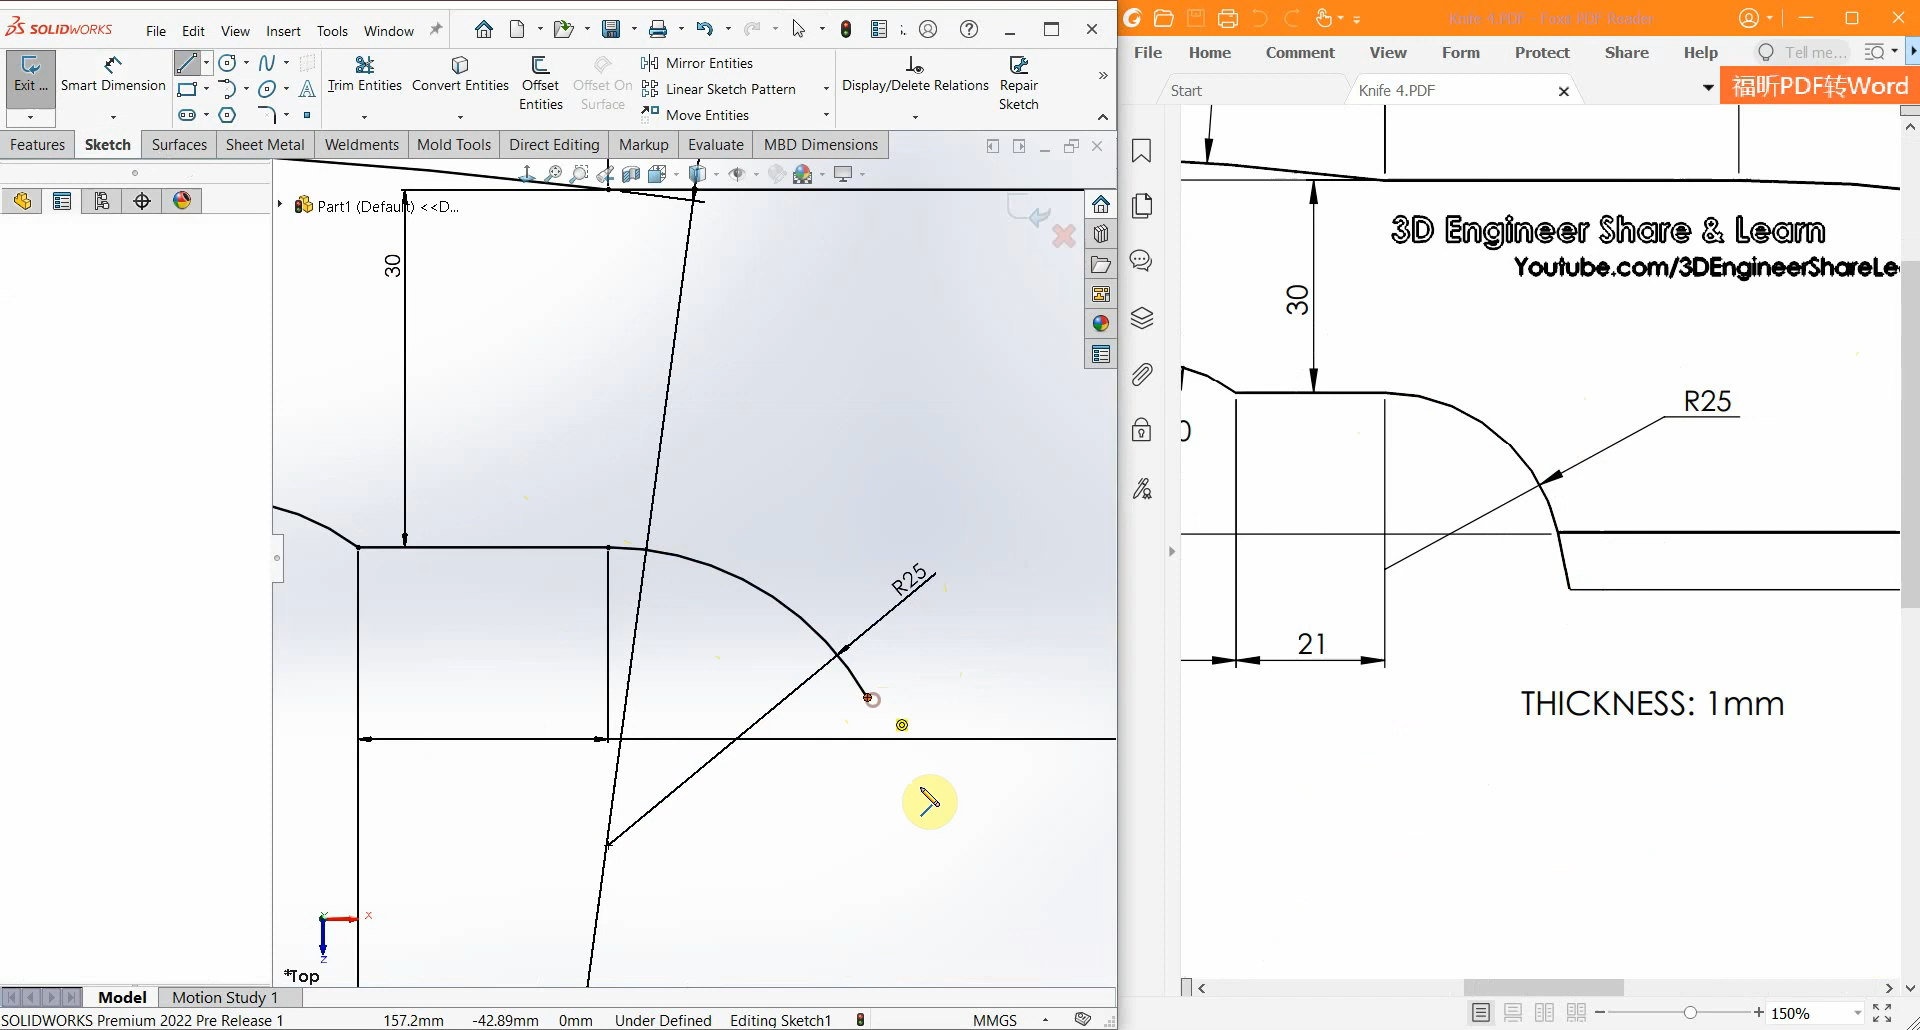 SOLIDWORKS
File Edit View Insert Tools Window
Exit ...
Smart Dimension
Trim Entities
Convert Entities
Offset
Entities
Offset On
Surface
Mirror Entities
Linear Sketch Pattern
Move Entities
Display/Delete Relations
Repair
Sketch
Features Sketch Surfaces Sheet Metal Weldments Mold Tools Direct Editing Markup Evaluate MBD Dimensions
Part1 (Default) <<D...
30
R25
X
Y
Z
*Top
Model Motion Study 1
SOLIDWORKS Premium 2022 Pre Release 1 157.2mm -42.89mm 0mm Under Defined Editing Sketch1 MMGS
Knife 4.PDF - Foxit PDF Reader
File Home Comment View Form Protect Share Help Tell me...
Start Knife 4.PDF
福昕PDF转Word
3D Engineer Share & Learn
Youtube.com/3DEngineerShareLe
30
R25
0
21
THICKNESS: 1mm
150%